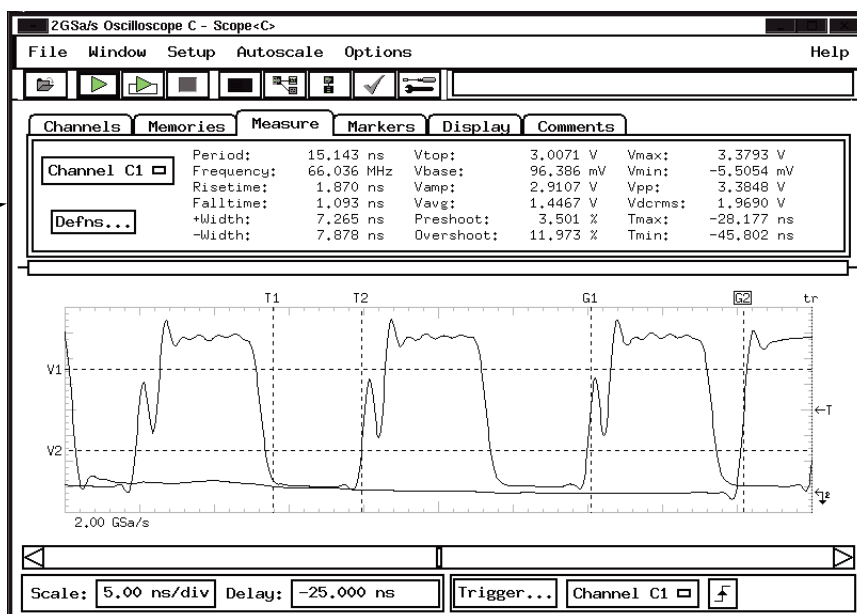 2GSa/s Oscilloscope C - Scope<C>
File Window Setup Autoscale Options Help
Channels Memories Measure Markers Display Comments
Channel C1
Defns...
Period: 15.143 ns Vtop: 3.0071 V Vmax: 3.3793 V
Frequency: 66.036 MHz Vbase: 96.386 mV Vmin: -5.5054 mV
Risetime: 1.870 ns Vamp: 2.9107 V Vpp: 3.3848 V
Falltime: 1.093 ns Vavg: 1.4467 V Vdcrms: 1.9690 V
+Width: 7.265 ns Preshoot: 3.501 % Tmax: -28.177 ns
-Width: 7.878 ns Overshoot: 11.973 % Tmin: -45.802 ns
T1 T2 G1 G2 tr
V1
←T
V2
2
2.00 GSa/s
Scale: 5.00 ns/div Delay: -25.000 ns Trigger... Channel C1